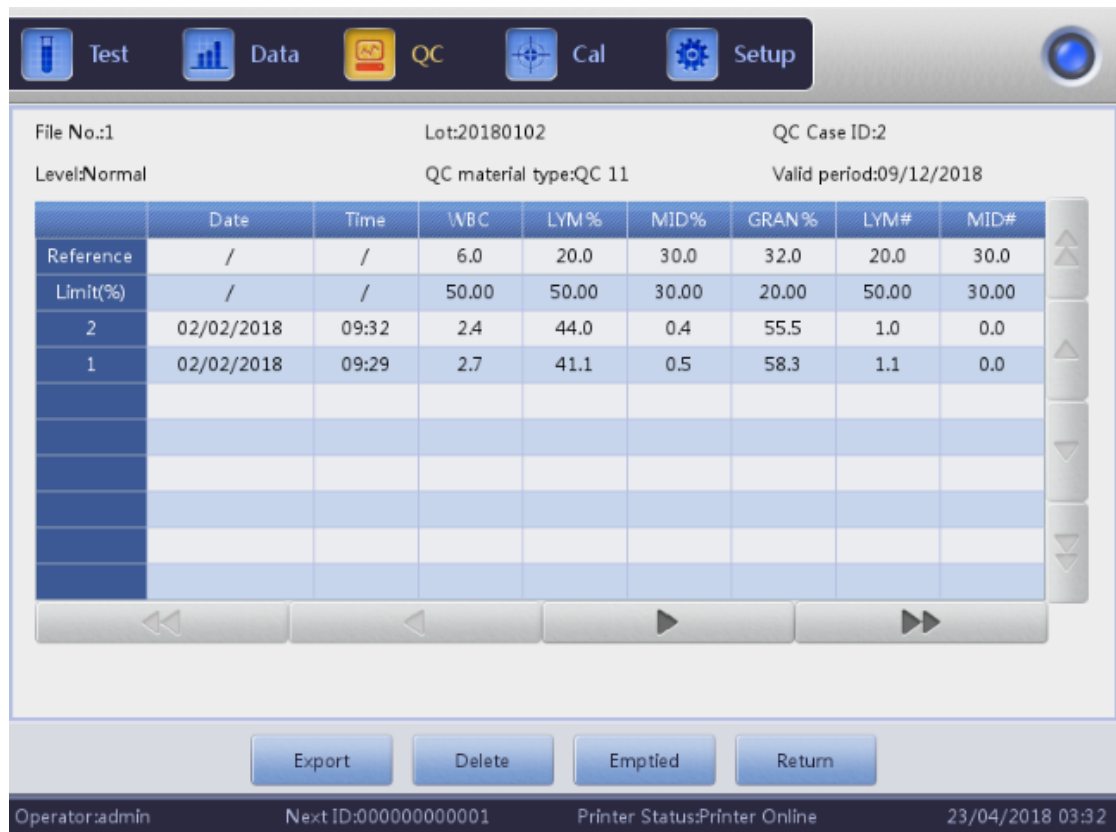 Test Data QC Cal Setup
File No.:1 Lot:20180102 QC Case ID:2
Level:Normal QC material type:QC 11 Valid period:09/12/2018
Date Time WBC LYM% MID% GRAN% LYM# MID#
Reference / / 6.0 20.0 30.0 32.0 20.0 30.0
Limit(%) / / 50.00 50.00 30.00 20.00 50.00 30.00
2 02/02/2018 09:32 2.4 44.0 0.4 55.5 1.0 0.0
1 02/02/2018 09:29 2.7 41.1 0.5 58.3 1.1 0.0
Export Delete Emptied Return
Operator:admin Next ID:000000000001 Printer Status:Printer Online 23/04/2018 03:32